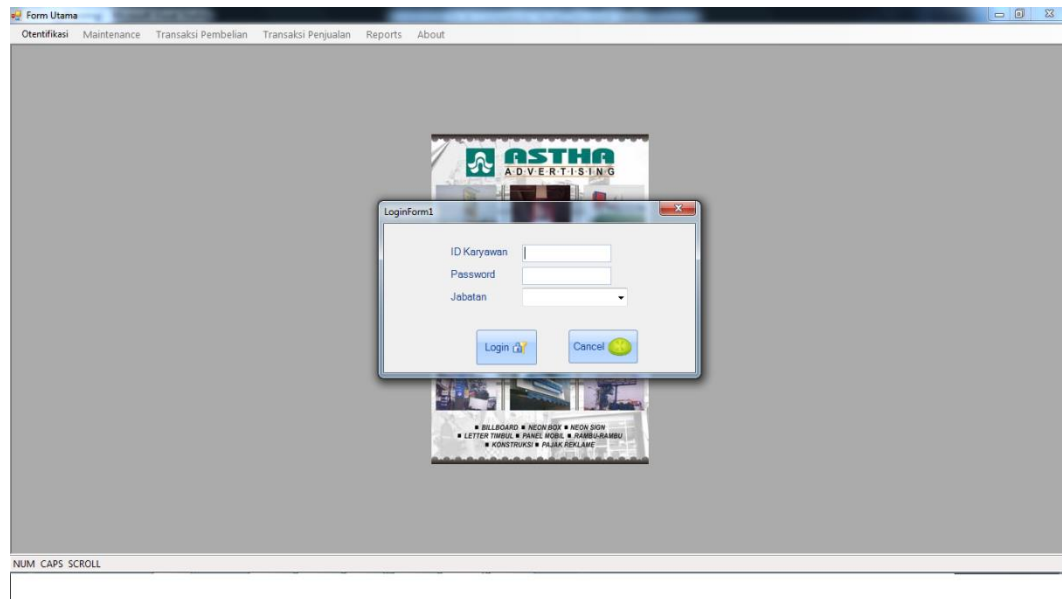 Form Utama
Otentifikasi Maintenance Transaksi Pembelian Transaksi Penjualan Reports About
ASTHA
A·D·V·E·R·T·I·S·I·N·G
LoginForm1
ID Karyawan
Password
Jabatan
Login Cancel
■ BILLBOARD ■ NEON BOX ■ NEON SIGN
■ LETTER TIMBUL ■ PANEL MOBIL ■ RAMBU-RAMBU
■ KONSTRUKSI ■ PAJAK REKLAME
NUM CAPS SCROLL